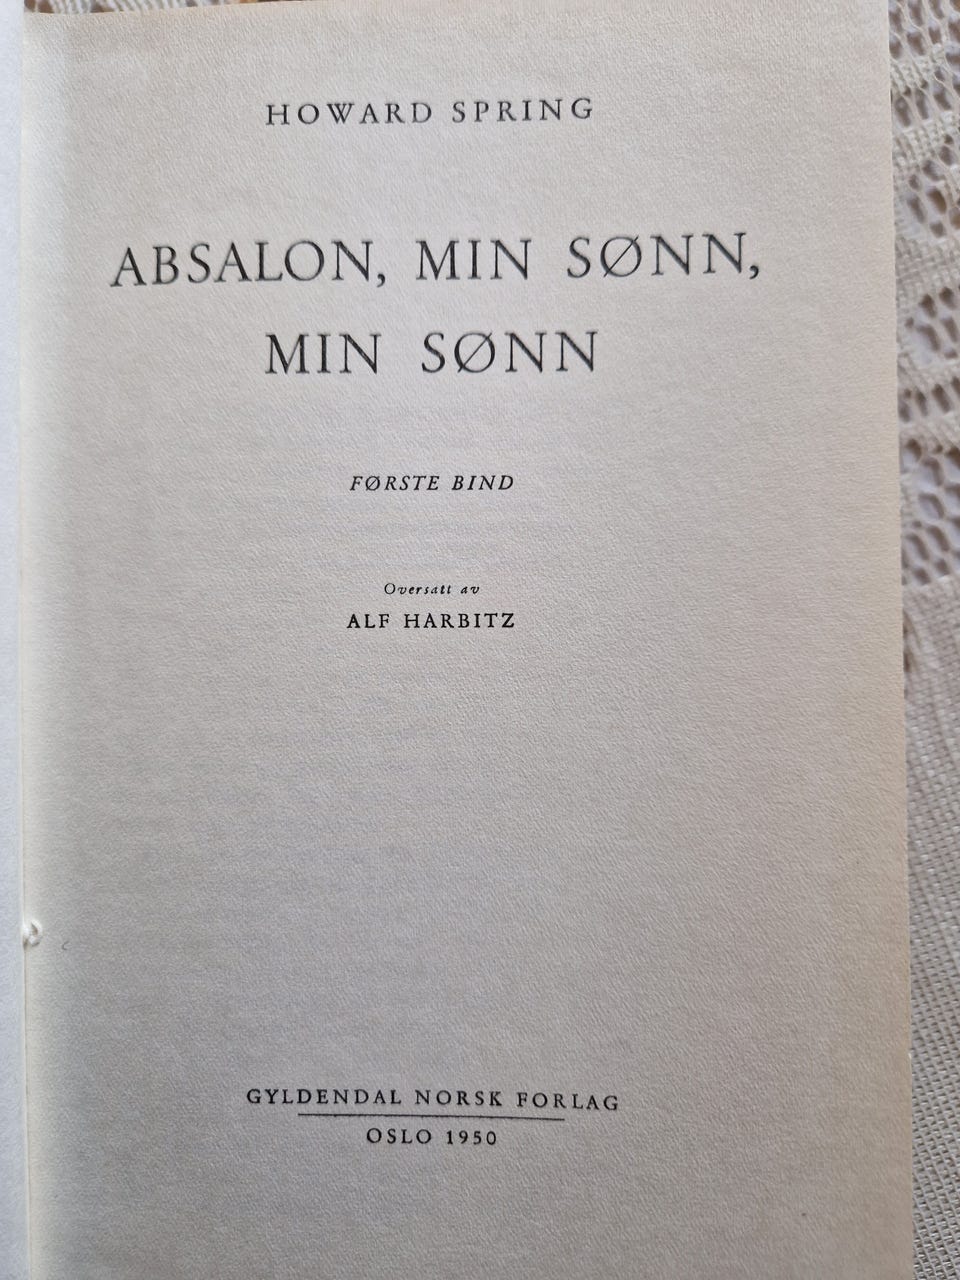 HOWARD SPRING
ABSALON, MIN SØNN,
MIN SØNN
FØRSTE BIND
Oversatt av
ALF HARBITZ
GYLDENDAL NORSK FORLAG
OSLO 1950